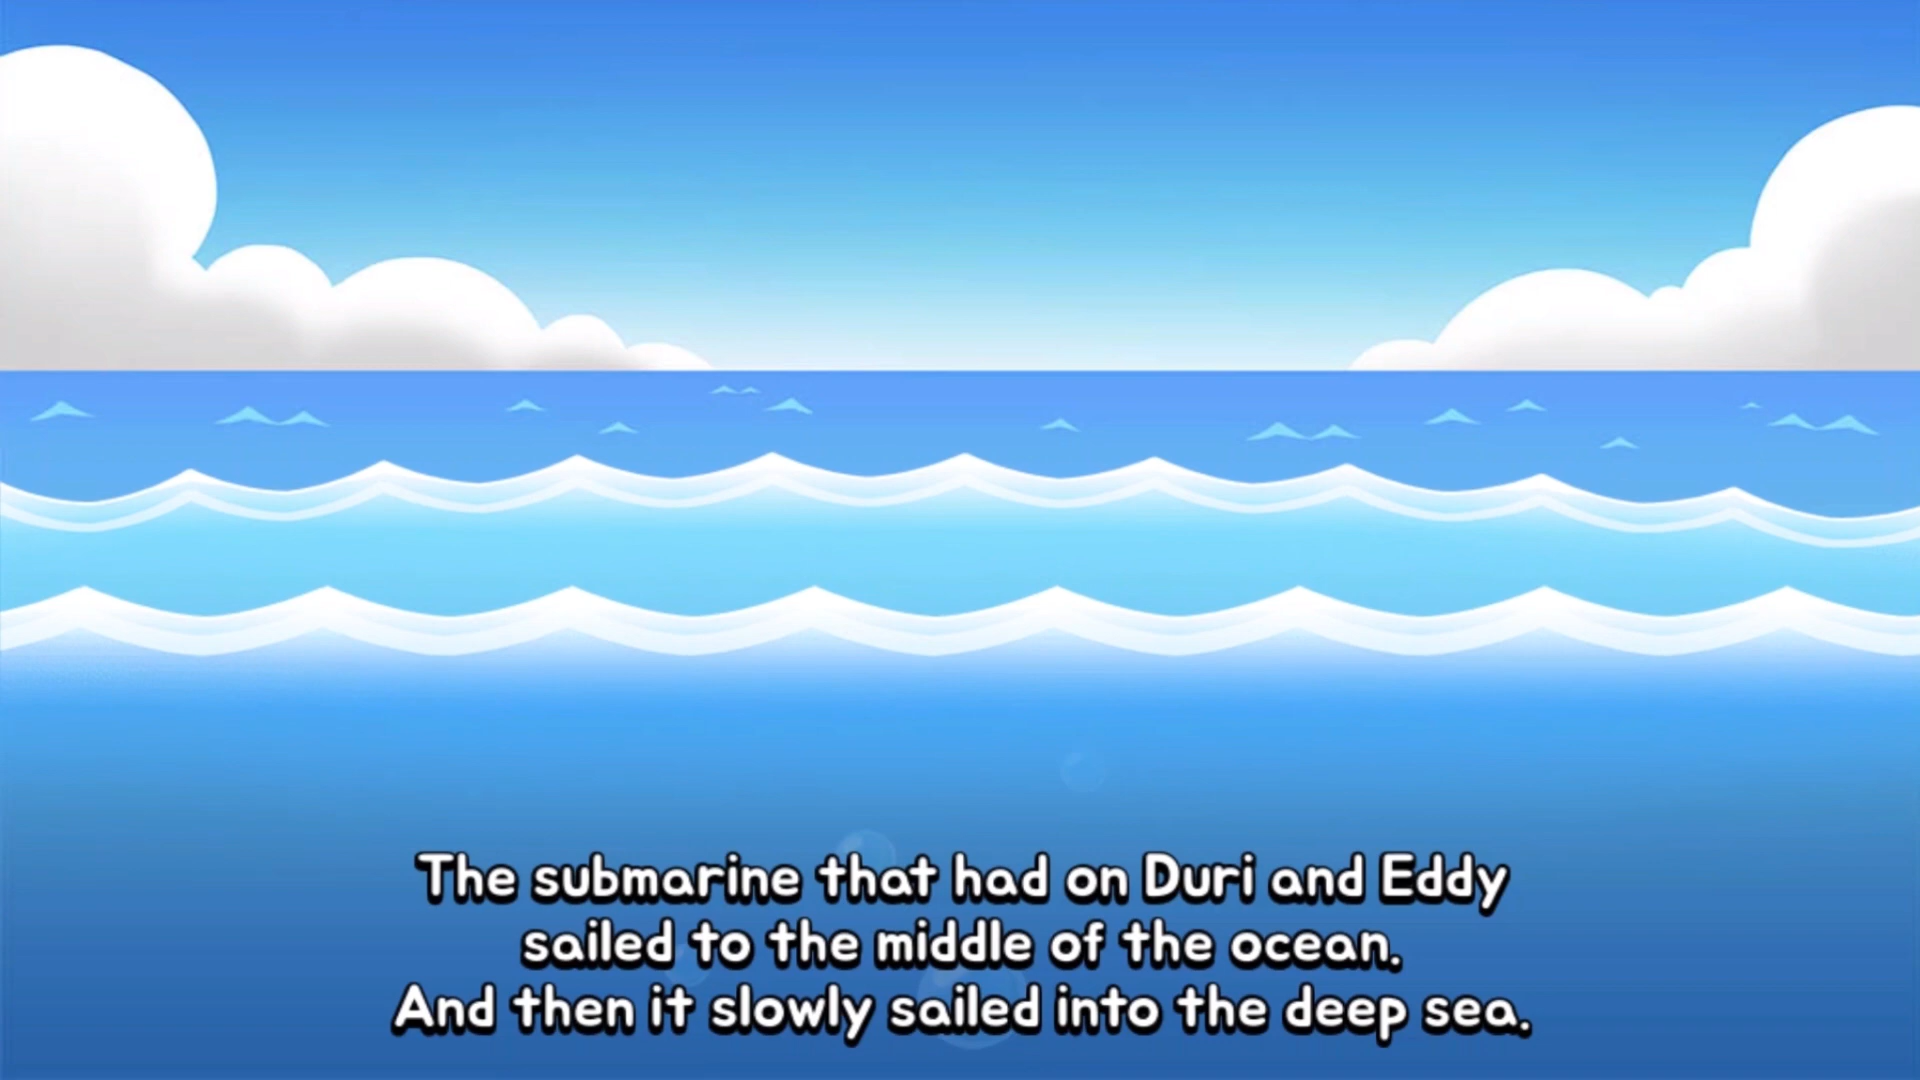 The submarine that had on Duri and Eddy
sailed to the middle of the ocean.
And then it slowly sailed into the deep sea.